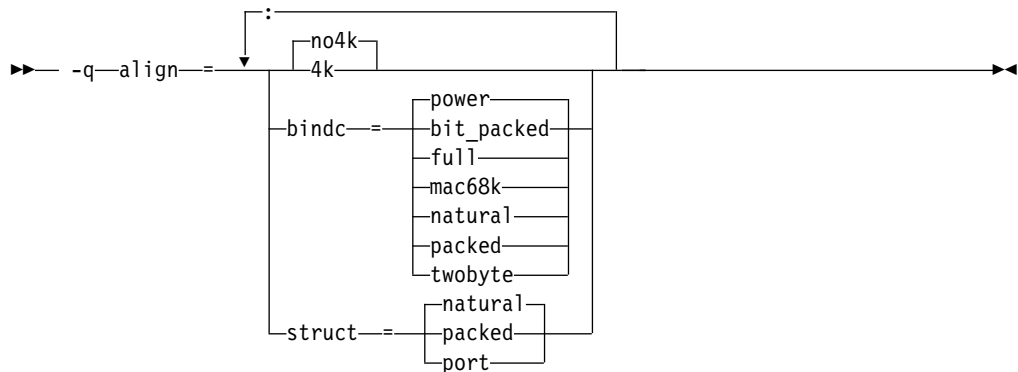 :
no4k
-q align = 4k
power
bindc = bit_packed
full
mac68k
natural
packed
twobyte
natural
struct = packed
port